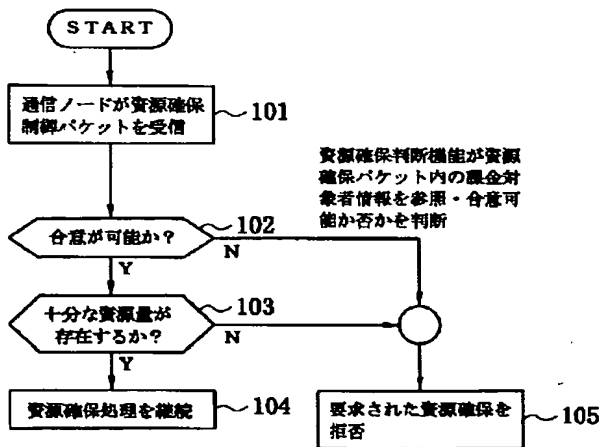 START
通信ノードが資源確保
制御パケットを受信
101
資源確保判断機能が資源
確保パケット内の課金対
象者情報を参照・合意可
能か否かを判断
合意が可能か？
102
N
Y
十分な資源量が
存在するか？
103
N
Y
資源確保処理を継続
104
要求された資源確保を
拒否
105